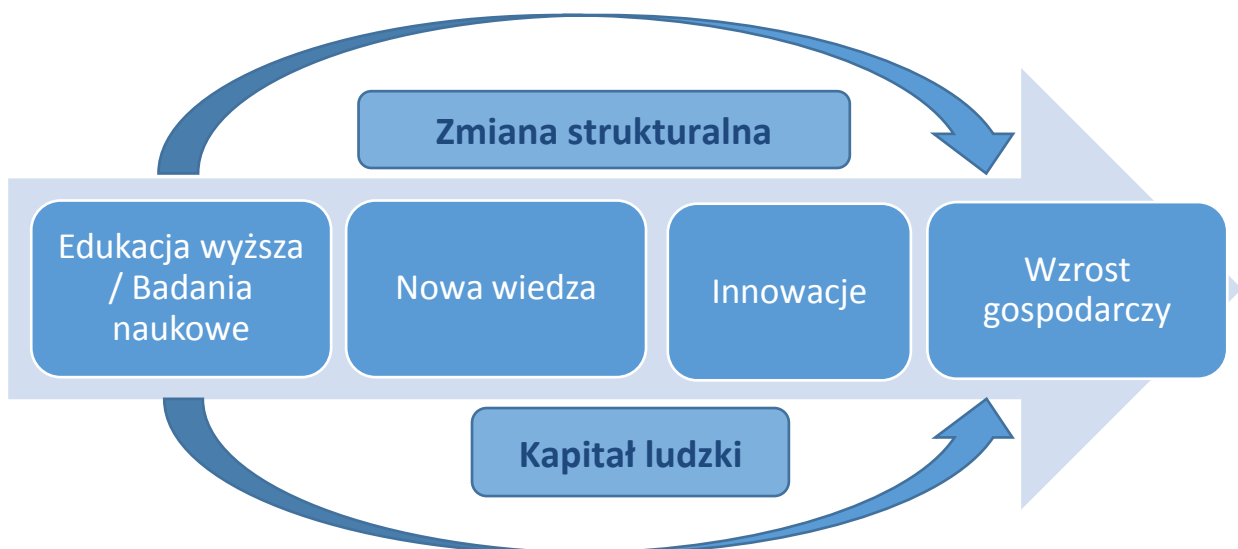 Zmiana strukturalna
Edukacja wyższa
/ Badania
naukowe
Nowa wiedza
Innowacje
Wzrost
gospodarczy
Kapitał ludzki